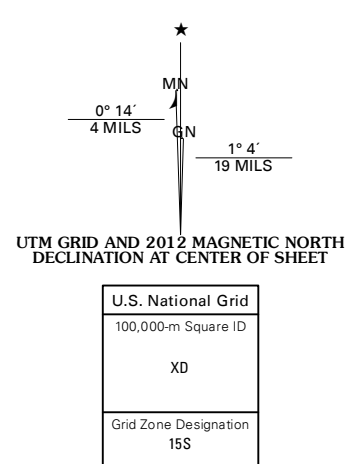 ★
MN
0° 14´
4 MILS
GN
1° 4´
19 MILS
UTM GRID AND 2012 MAGNETIC NORTH
DECLINATION AT CENTER OF SHEET
U.S. National Grid
100,000-m Square ID
XD
Grid Zone Designation
15S